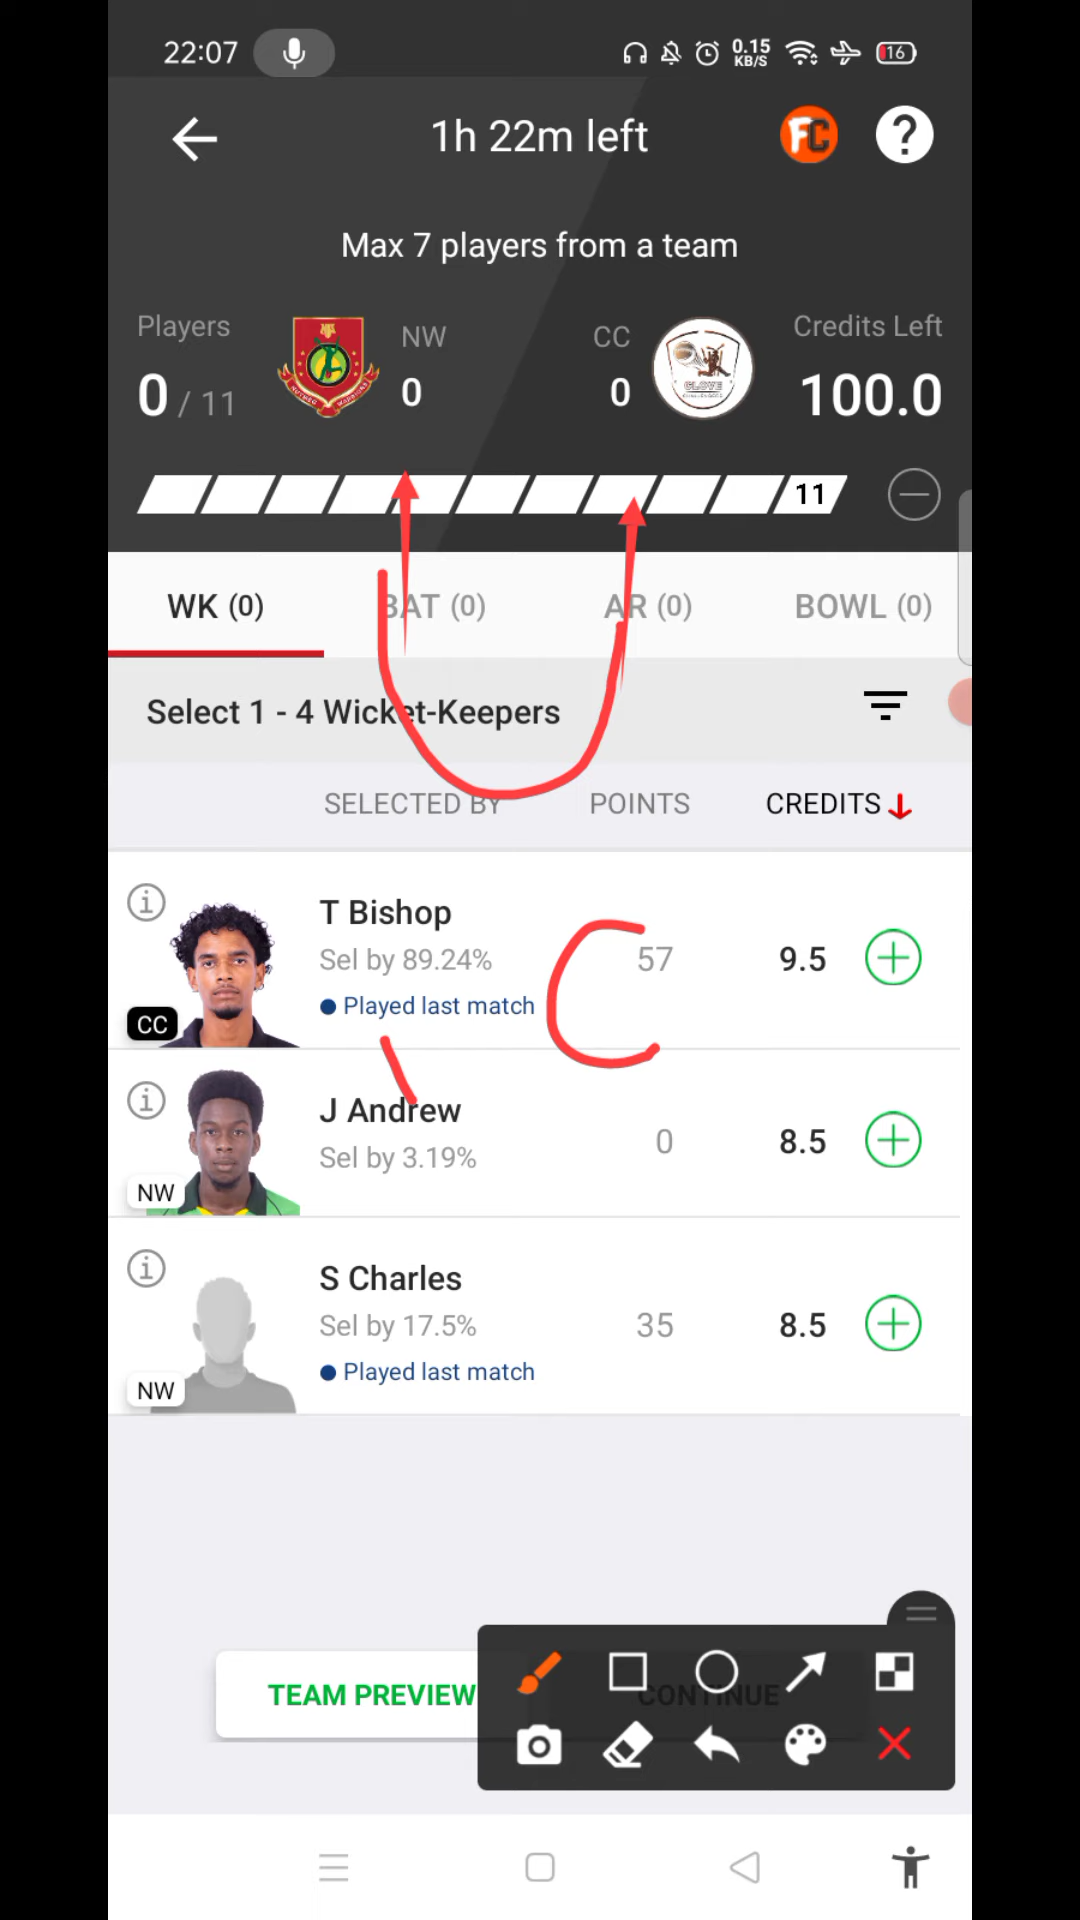 22:07 0.15 KB/S 16
1h 22m left FC ?
Max 7 players from a team
Players NW CC Credits Left
0 / 11 0 0 100.0
CLOVE
11
WK (0) BAT (0) AR (0) BOWL (0)
Select 1 - 4 Wicket-Keepers
SELECTED BY POINTS CREDITS
T Bishop
Sel by 89.24% 57 9.5
Played last match
CC
J Andrew
Sel by 3.19% 0 8.5
NW
S Charles
Sel by 17.5% 35 8.5
Played last match
NW
TEAM PREVIEW CONTINUE